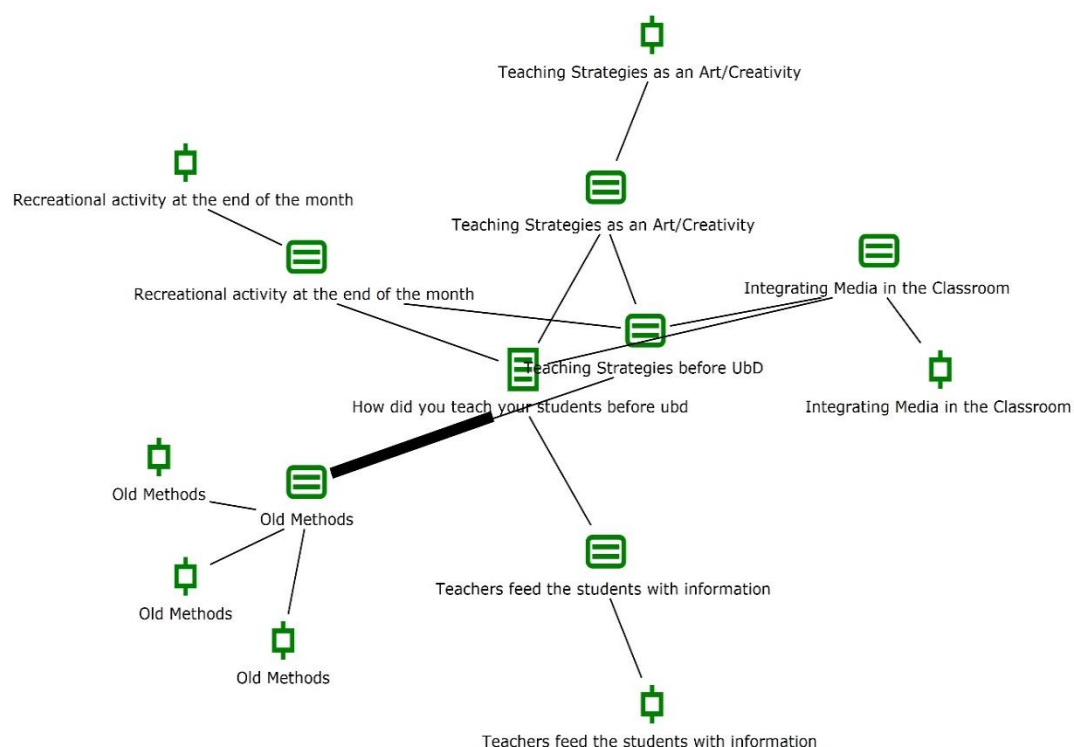 Teaching Strategies as an Art/Creativity
Recreational activity at the end of the month
Teaching Strategies as an Art/Creativity
Integrating Media in the Classroom
Recreational activity at the end of the month
Teaching Strategies before UbD
How did you teach your students before ubd
Integrating Media in the Classroom
Old Methods
Old Methods
Teachers feed the students with information
Old Methods
Old Methods
Teachers feed the students with information